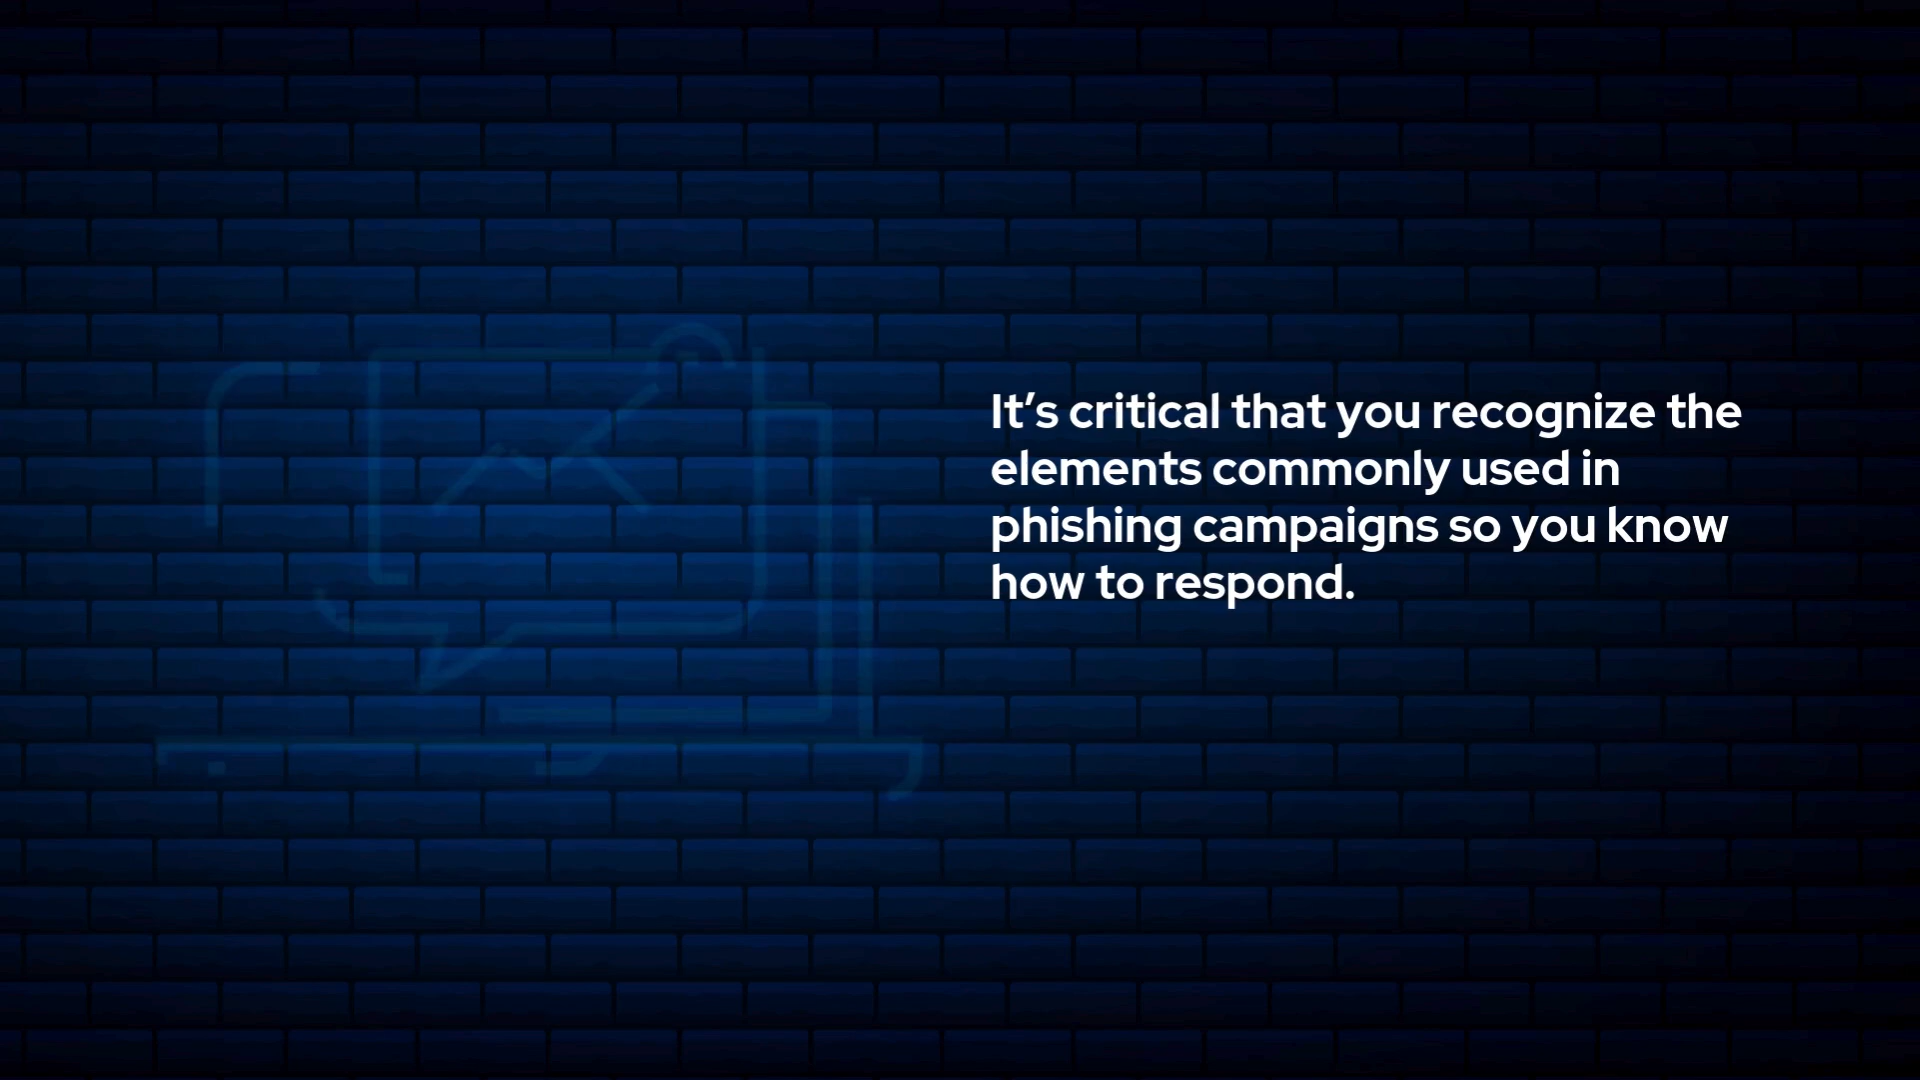 It’s critical that you recognize the
elements commonly used in
phishing campaigns so you know
how to respond.